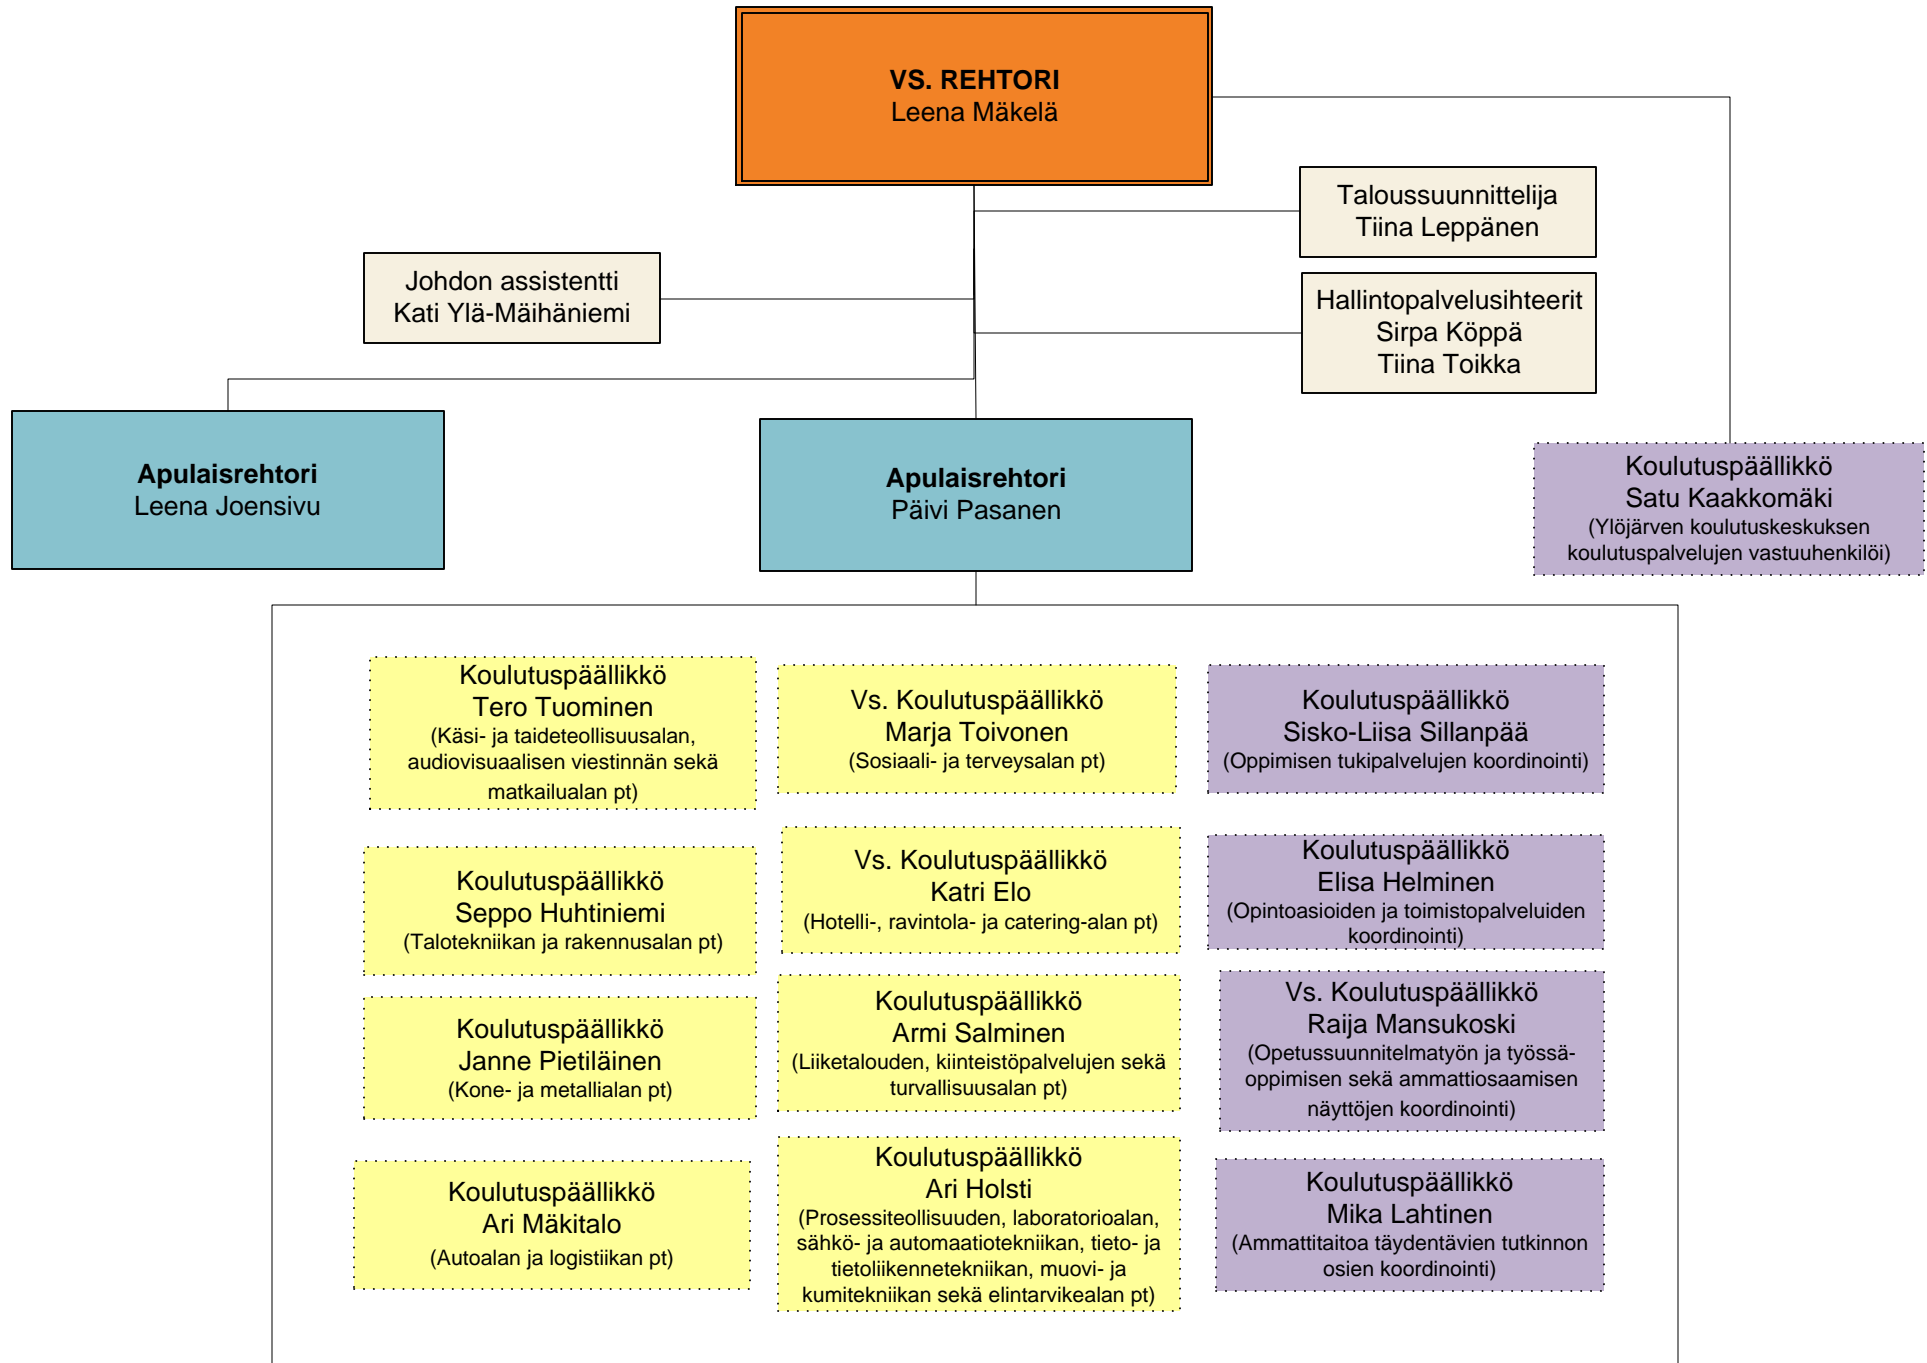 VS. REHTORI
Leena Mäkelä
Taloussuunnittelija
Tiina Leppänen
Johdon assistentti
Kati Ylä-Mäihäniemi
Hallintopalvelusihteerit
Sirpa Köppä
Tiina Toikka
Apulaisrehtori
Leena Joensivu
Apulaisrehtori
Päivi Pasanen
Koulutuspäällikkö
Satu Kaakkomäki
(Ylöjärven koulutuskeskuksen
koulutuspalvelujen vastuuhenkilöi)
Koulutuspäällikkö
Tero Tuominen
(Käsi- ja taideteollisuusalan,
audiovisuaalisen viestinnän sekä
matkailualan pt)
Vs. Koulutuspäällikkö
Marja Toivonen
(Sosiaali- ja terveysalan pt)
Koulutuspäällikkö
Sisko-Liisa Sillanpää
(Oppimisen tukipalvelujen koordinointi)
Koulutuspäällikkö
Seppo Huhtiniemi
(Talotekniikan ja rakennusalan pt)
Vs. Koulutuspäällikkö
Katri Elo
(Hotelli-, ravintola- ja catering-alan pt)
Koulutuspäällikkö
Elisa Helminen
(Opintoasioiden ja toimistopalveluiden
koordinointi)
Koulutuspäällikkö
Janne Pietiläinen
(Kone- ja metallialan pt)
Koulutuspäällikkö
Armi Salminen
(Liiketalouden, kiinteistöpalvelujen sekä
turvallisuusalan pt)
Vs. Koulutuspäällikkö
Raija Mansukoski
(Opetussuunnitelmatyön ja työssä-
oppimisen sekä ammattiosaamisen
näyttöjen koordinointi)
Koulutuspäällikkö
Ari Mäkitalo
(Autoalan ja logistiikan pt)
Koulutuspäällikkö
Ari Holsti
(Prosessiteollisuuden, laboratorioalan,
sähkö- ja automaatiotekniikan, tieto- ja
tietoliikennetekniikan, muovi- ja
kumitekniikan sekä elintarvikealan pt)
Koulutuspäällikkö
Mika Lahtinen
(Ammattitaitoa täydentävien tutkinnon
osien koordinointi)